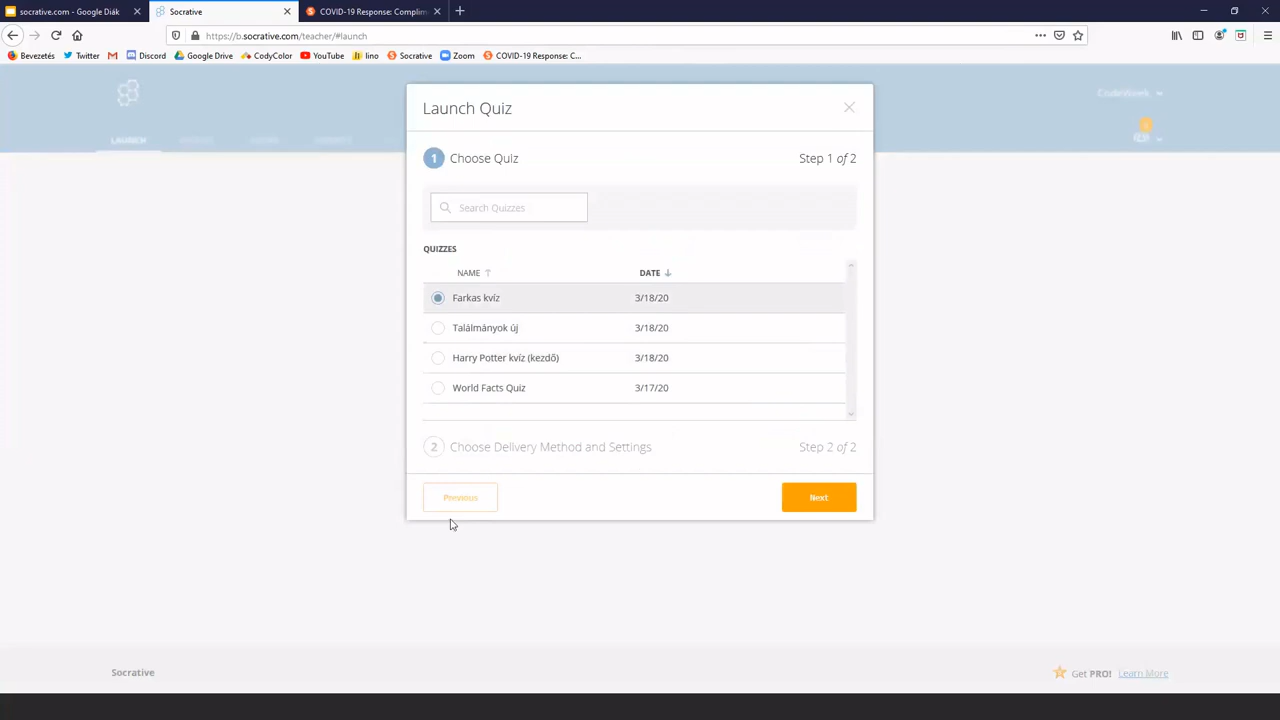 socrative.com - Google Diák
Socrative
COVID-19 Response: Complim
https://b.socrative.com/teacher/#launch
Bevezetés
Twitter
Discord
Google Drive
CodyColor
YouTube
lino
Socrative
Zoom
COVID-19 Response: C...
LAUNCH
Launch Quiz
1 Choose Quiz
Step 1 of 2
Search Quizzes
QUIZZES
NAME
DATE
Farkas kvíz
3/18/20
Találmányok új
3/18/20
Harry Potter kvíz (kezdő)
3/18/20
World Facts Quiz
3/17/20
2 Choose Delivery Method and Settings
Step 2 of 2
Previous
Next
Socrative
Get PRO! Learn More